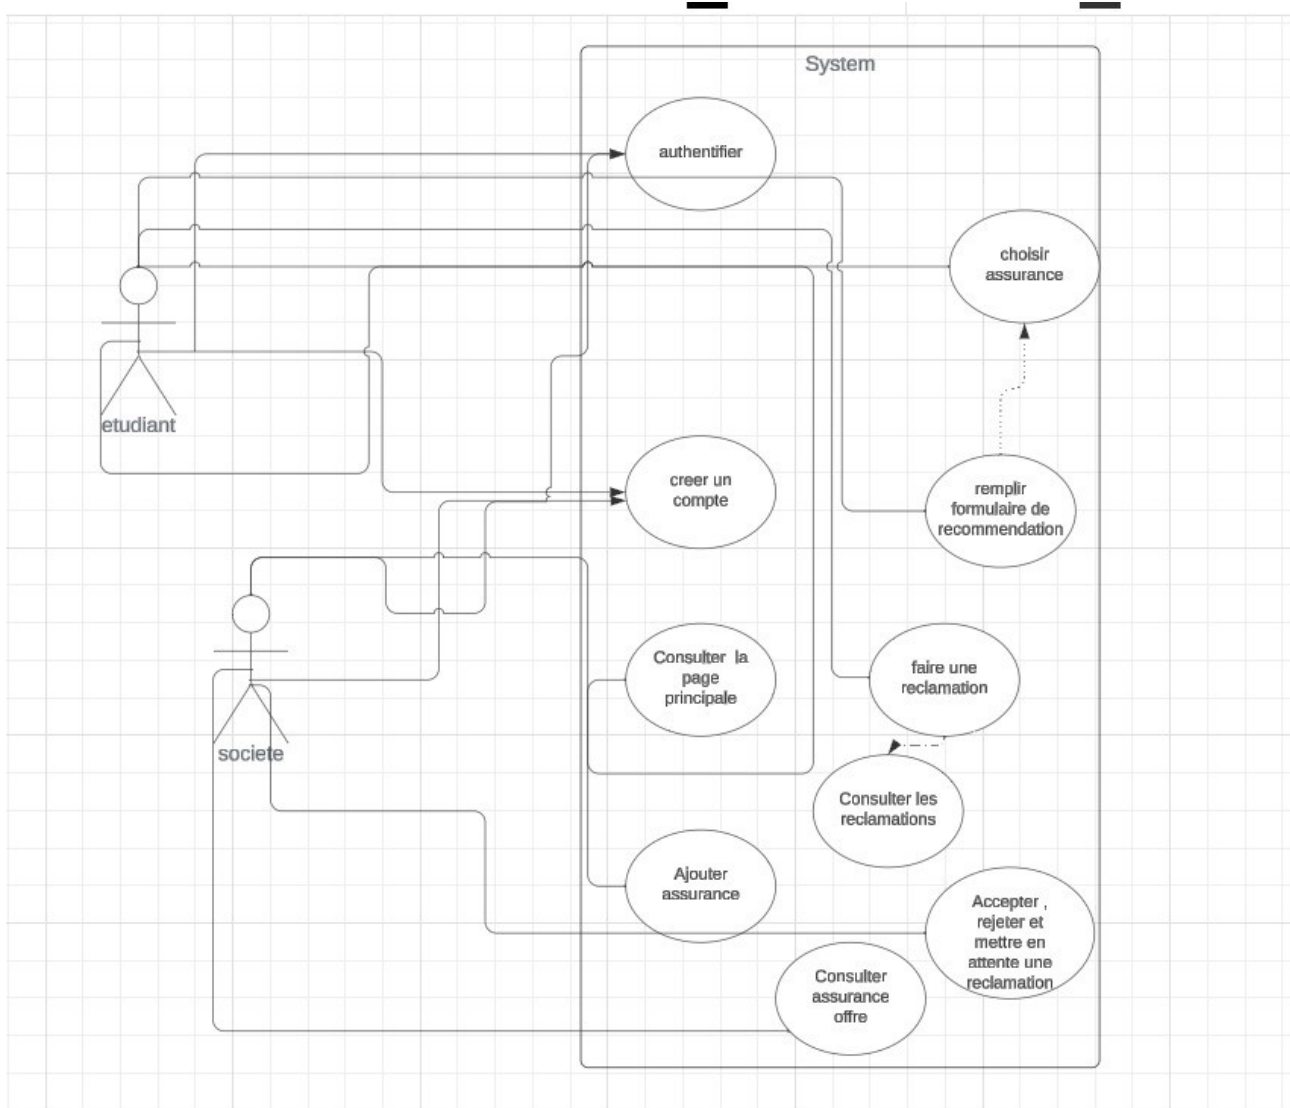 System
authentifier
choisir
assurance
etudiant
creer un
compte
remplir
formulaire de
recommendation
Consulter la
page
principale
faire une
reclamation
societe
Consulter les
reclamations
Ajouter
assurance
Accepter ,
rejeter et
mettre en
attente une
reclamation
Consulter
assurance
offre